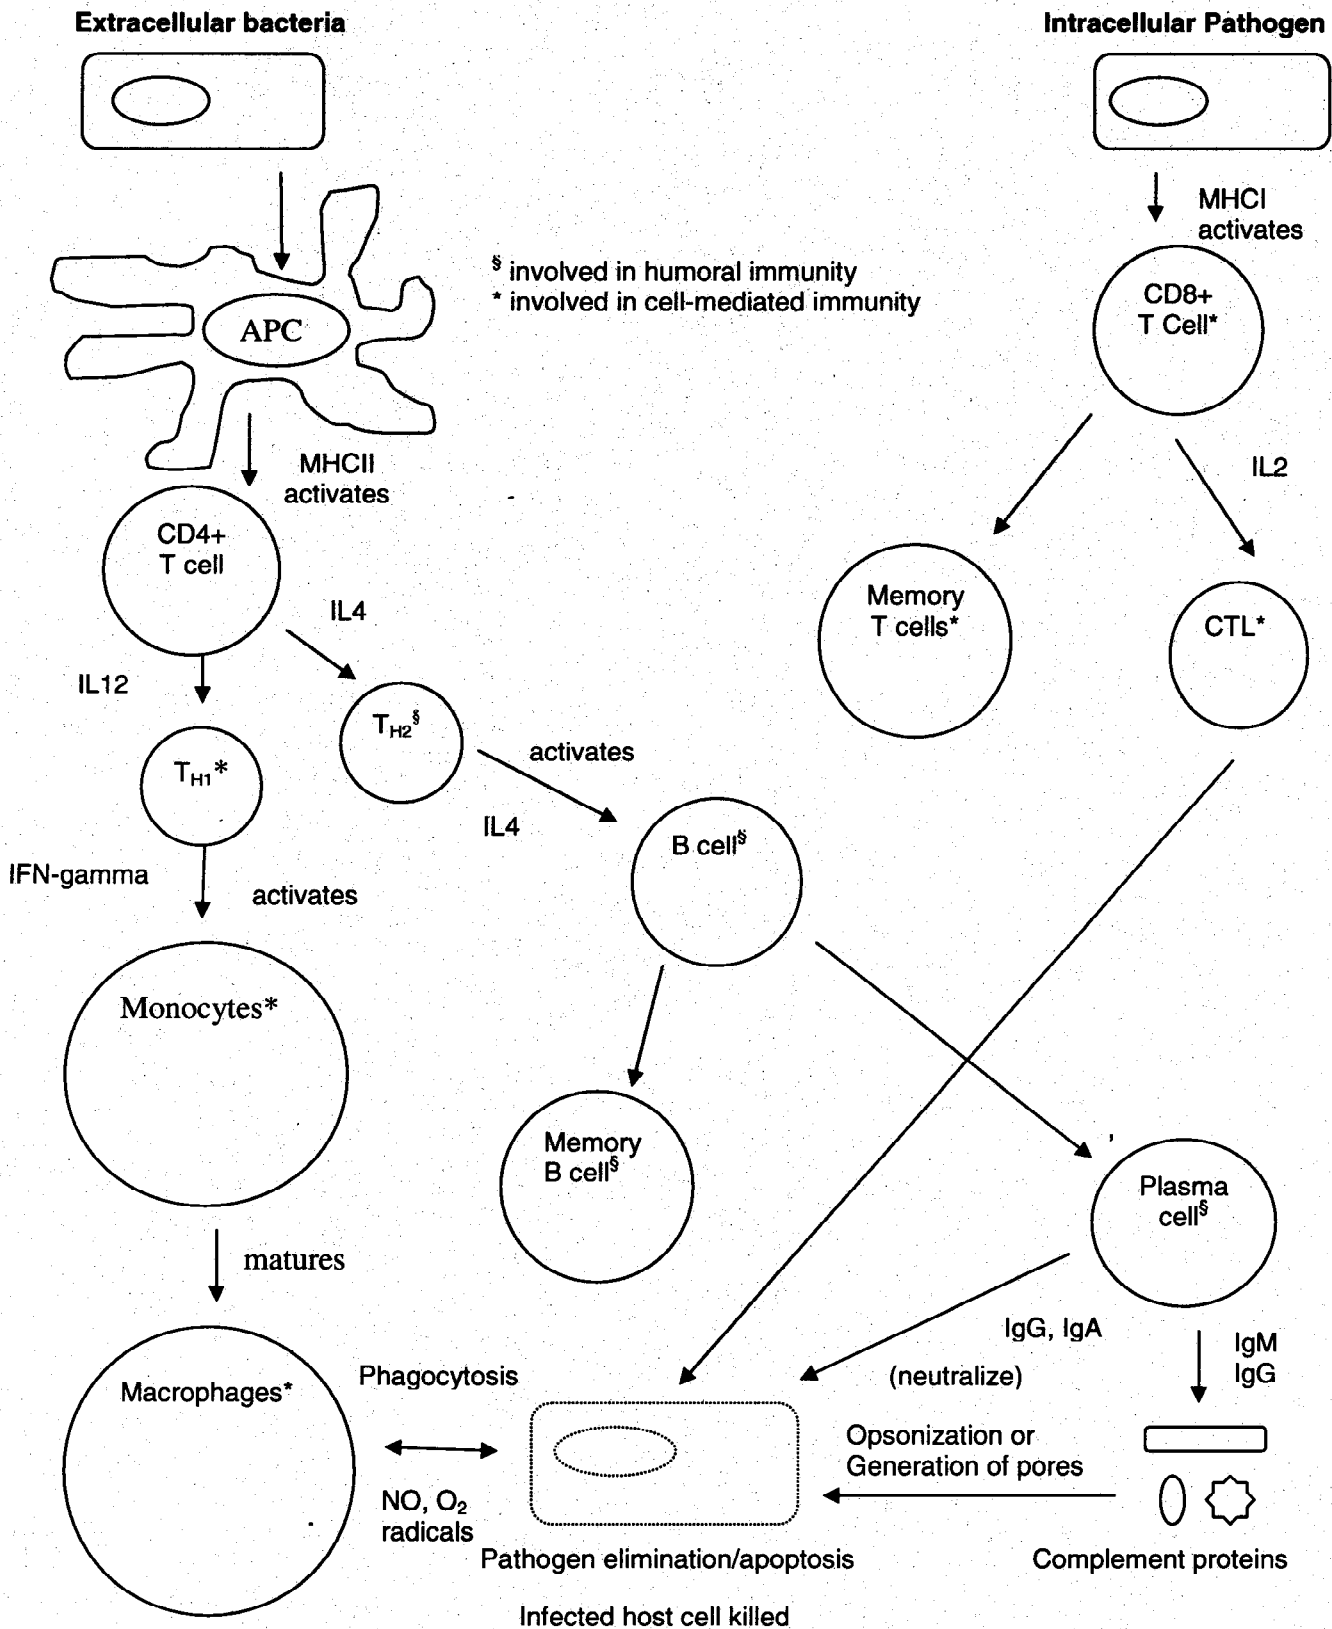 Extracellular bacteria
Intracellular Pathogen
MHCI
activates
§ involved in humoral immunity
* involved in cell-mediated immunity
CD8+
T Cell*
APC
MHCII
activates
IL2
CD4+
T cell
IL4
Memory
T cells*
CTL*
IL12
TH2§
activates
TH1*
IL4
B cell§
IFN-gamma
activates
Monocytes*
Memory
B cell§
Plasma
cell§
matures
IgG, IgA
IgM
IgG
Phagocytosis
(neutralize)
Macrophages*
Opsonization or
Generation of pores
NO, O2
radicals
Pathogen elimination/apoptosis
Complement proteins
Infected host cell killed